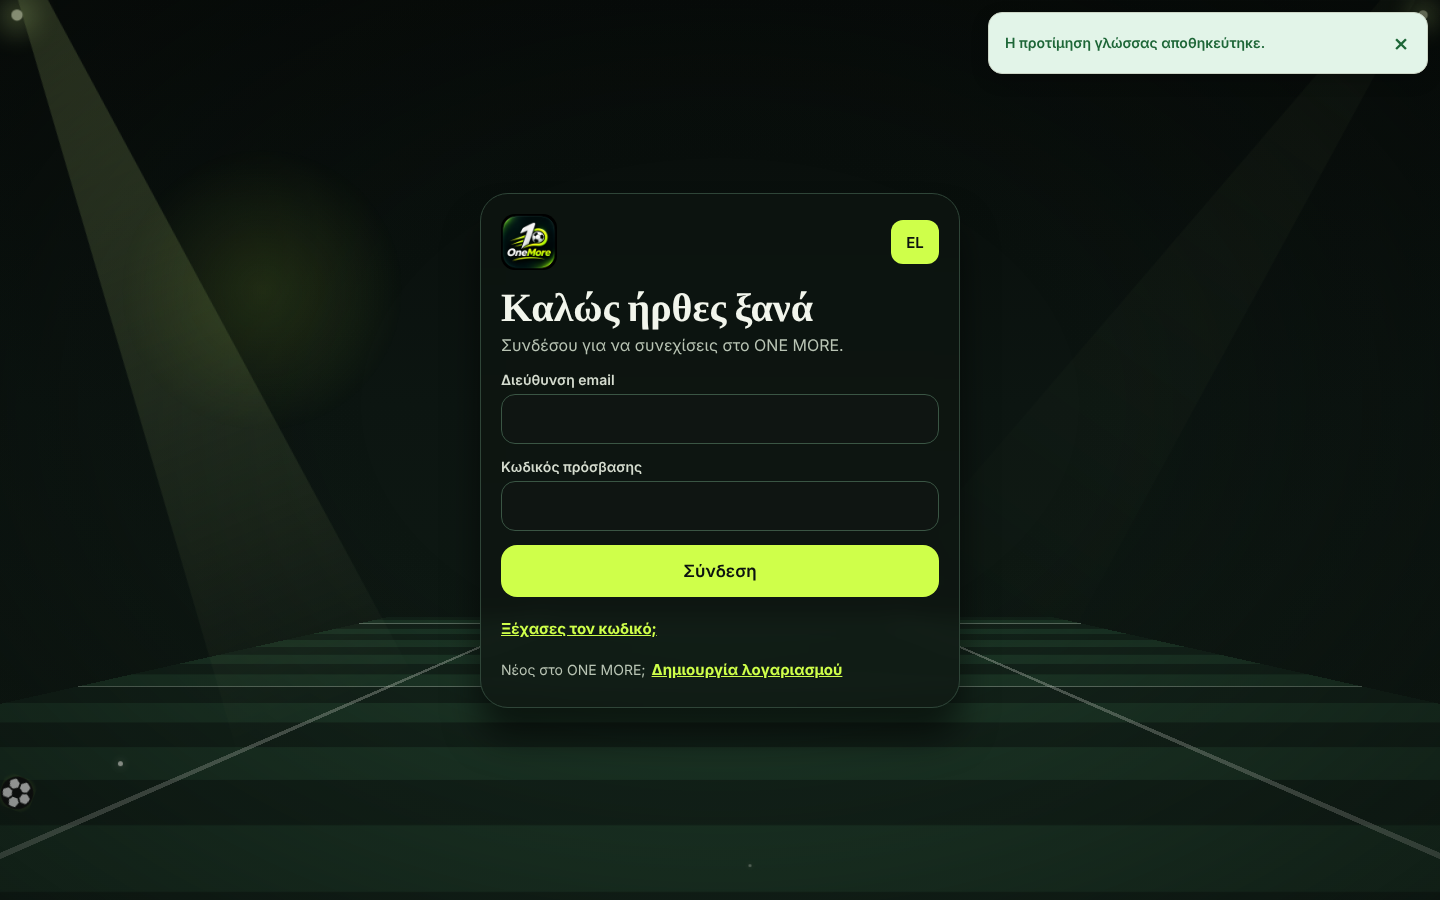 Η προτίμηση γλώσσας αποθηκεύτηκε.
×
OneMore
EL
Καλώς ήρθες ξανά
Συνδέσου για να συνεχίσεις στο ONE MORE.
Διεύθυνση email
Κωδικός πρόσβασης
Σύνδεση
Ξέχασες τον κωδικό;
Νέος στο ONE MORE; Δημιουργία λογαριασμού